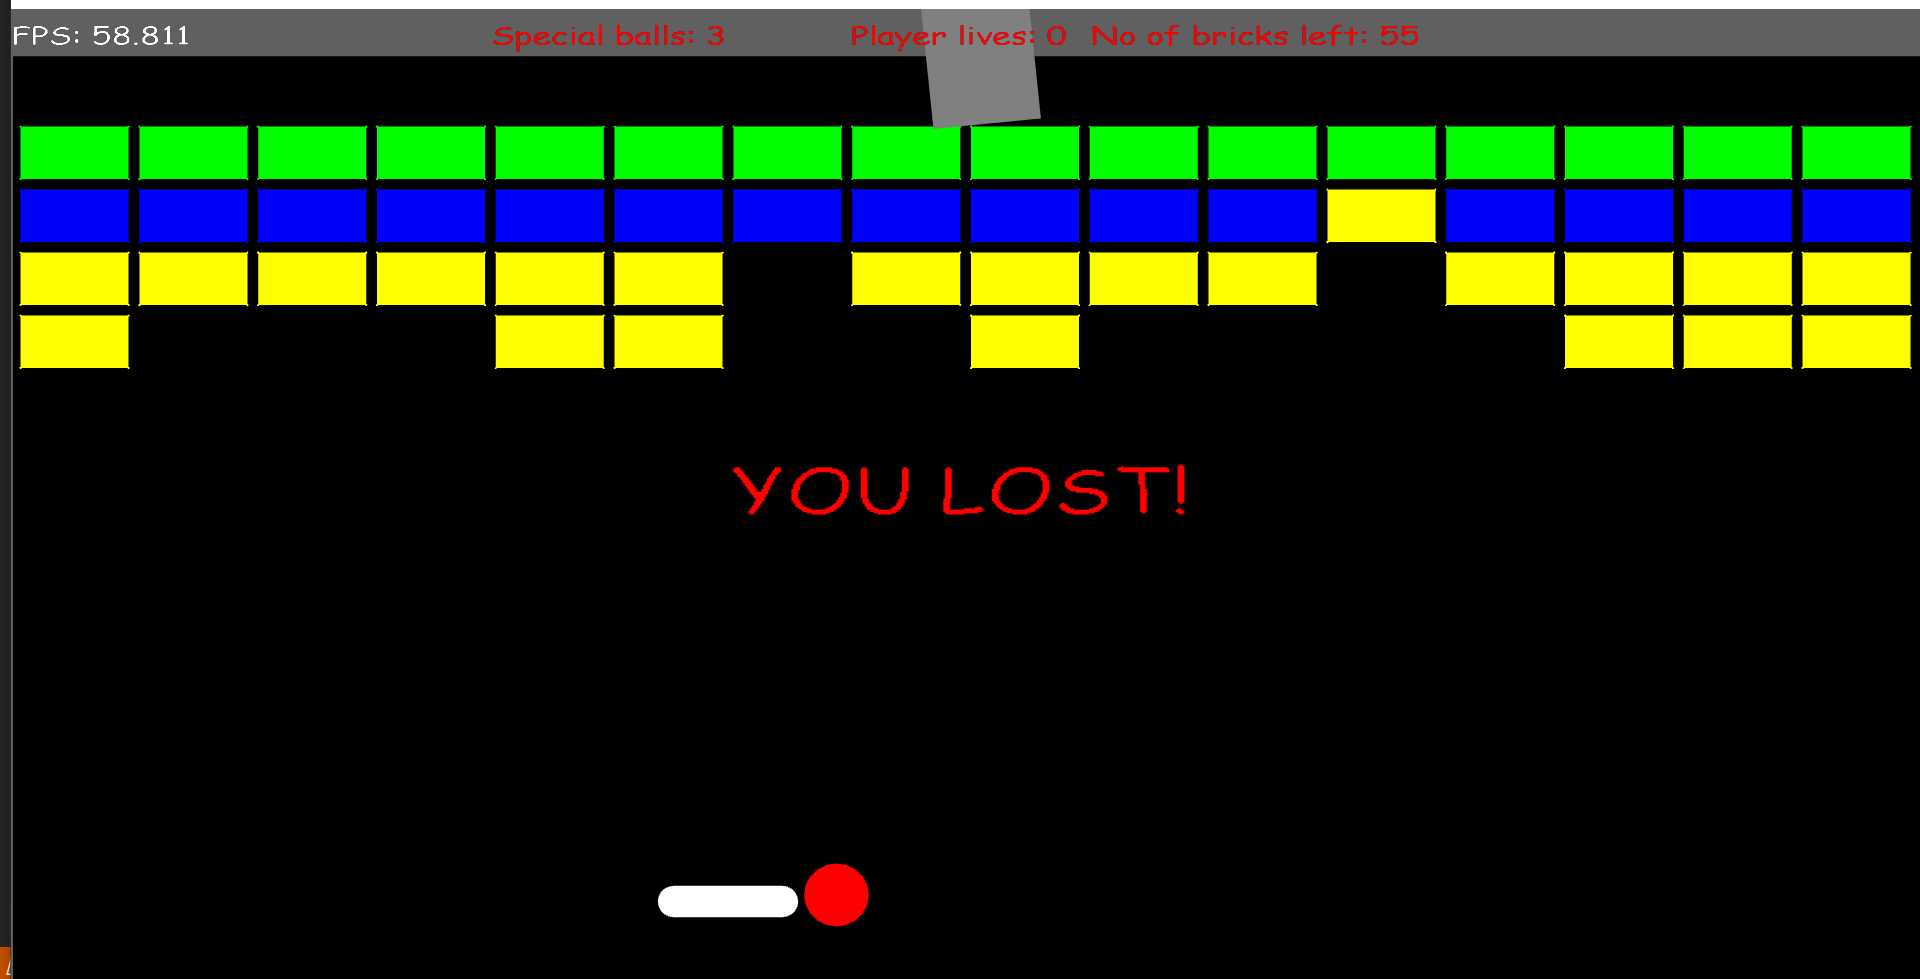 FPS: 58.811 Special balls: 3 Player lives: 0 No of bricks left: 55
YOU LOST!